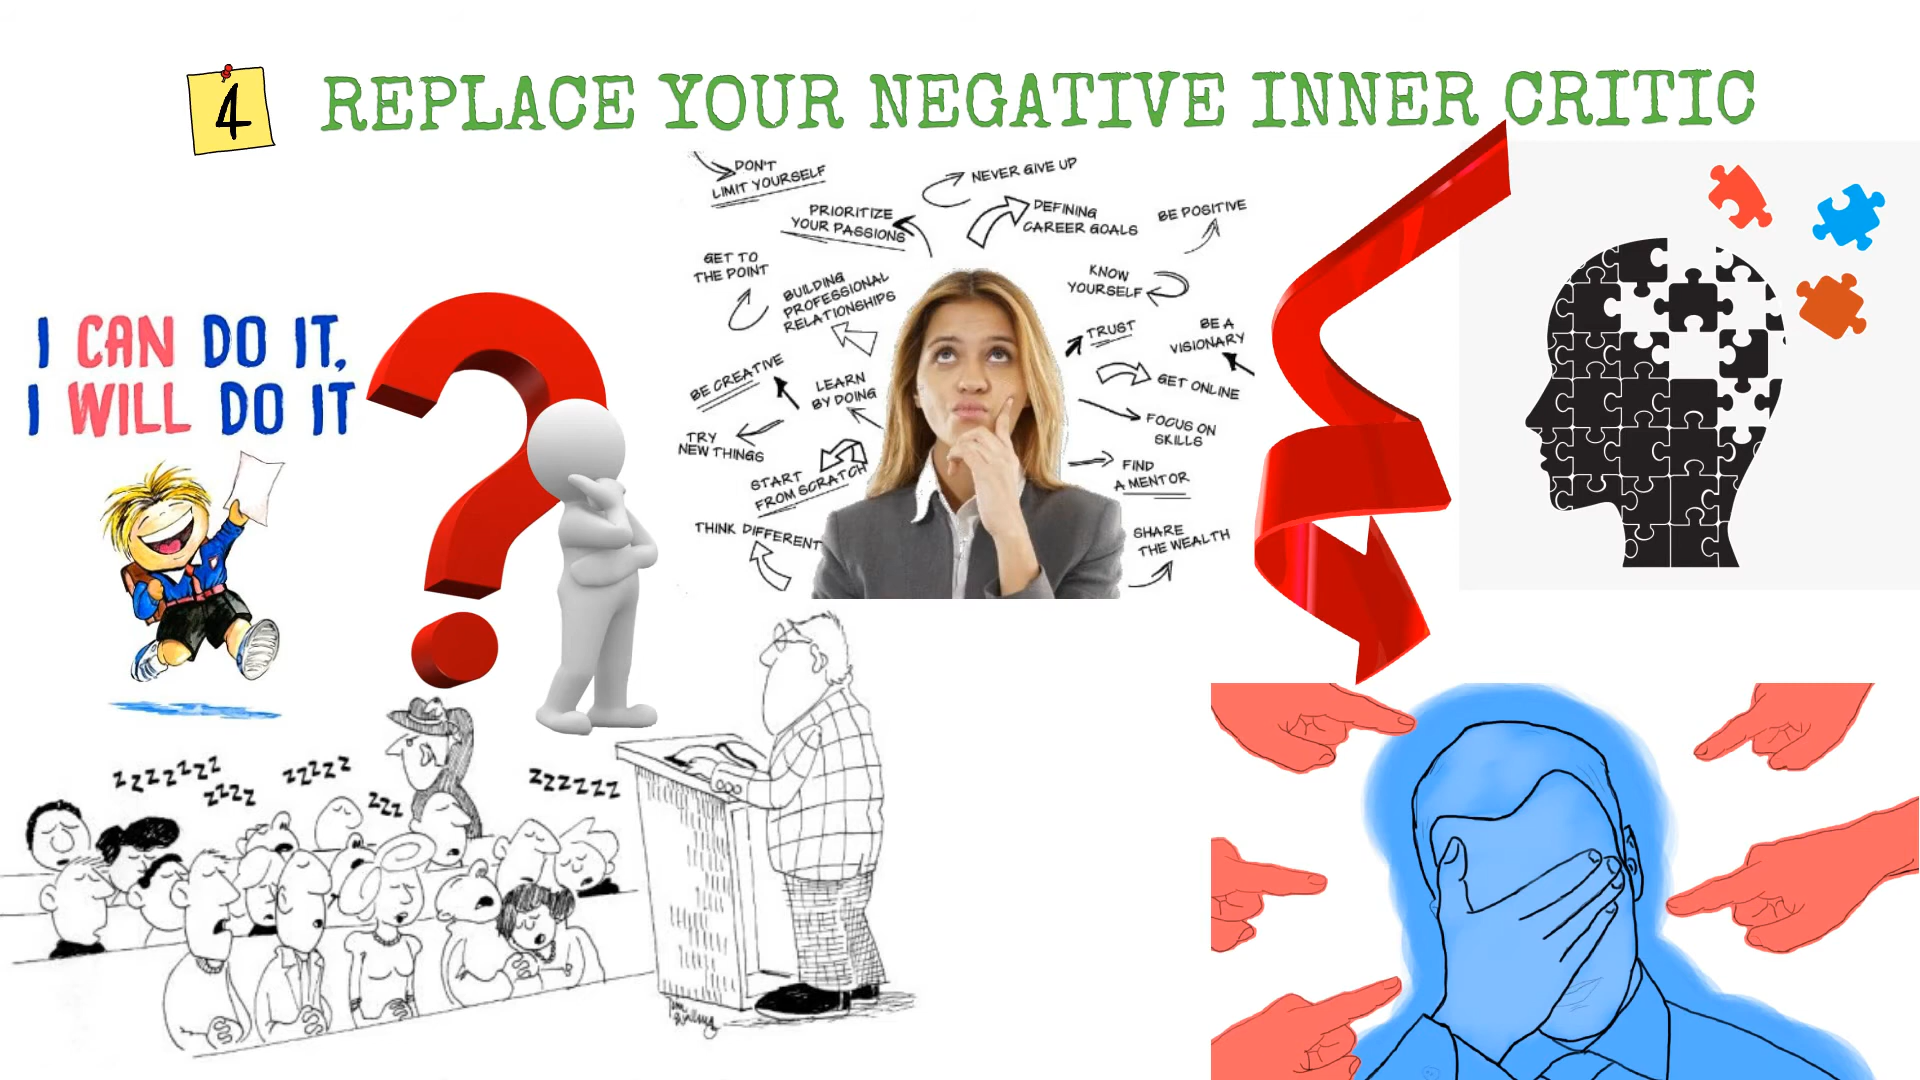 4
REPLACE YOUR NEGATIVE INNER CRITIC
DON'T
LIMIT YOURSELF
NEVER GIVE UP
PRIORITIZE
YOUR PASSIONS
DEFINING
CAREER GOALS
BE POSITIVE
GET TO
THE POINT
BUILDING
PROFESSIONAL
RELATIONSHIPS
KNOW
YOURSELF
TRUST
BE A
VISIONARY
BE CREATIVE
LEARN
BY DOING
GET ONLINE
TRY
NEW THINGS
FOCUS ON
SKILLS
START
FROM SCRATCH
FIND
A MENTOR
THINK DIFFERENT
SHARE
THE WEALTH
I CAN DO IT,
I WILL DO IT
ZZZZZZZ
ZZZZ
ZZZZZ
ZZZ
ZZZZZZ